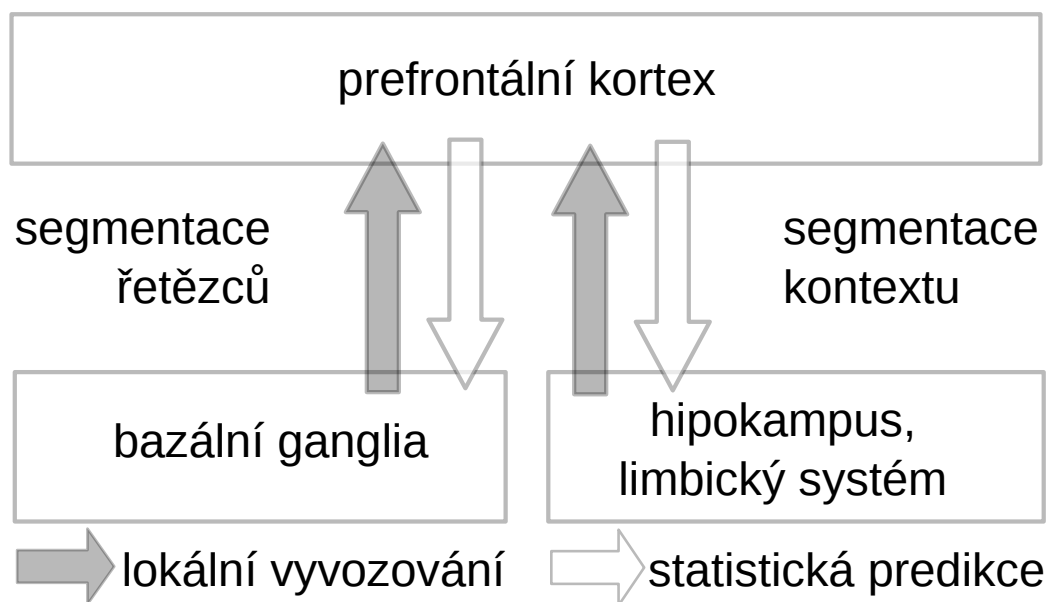 prefrontální kortex
segmentace
řetězců
segmentace
kontextu
bazální ganglia
hipokampus,
limbický systém
lokální vyvozování
statistická predikce